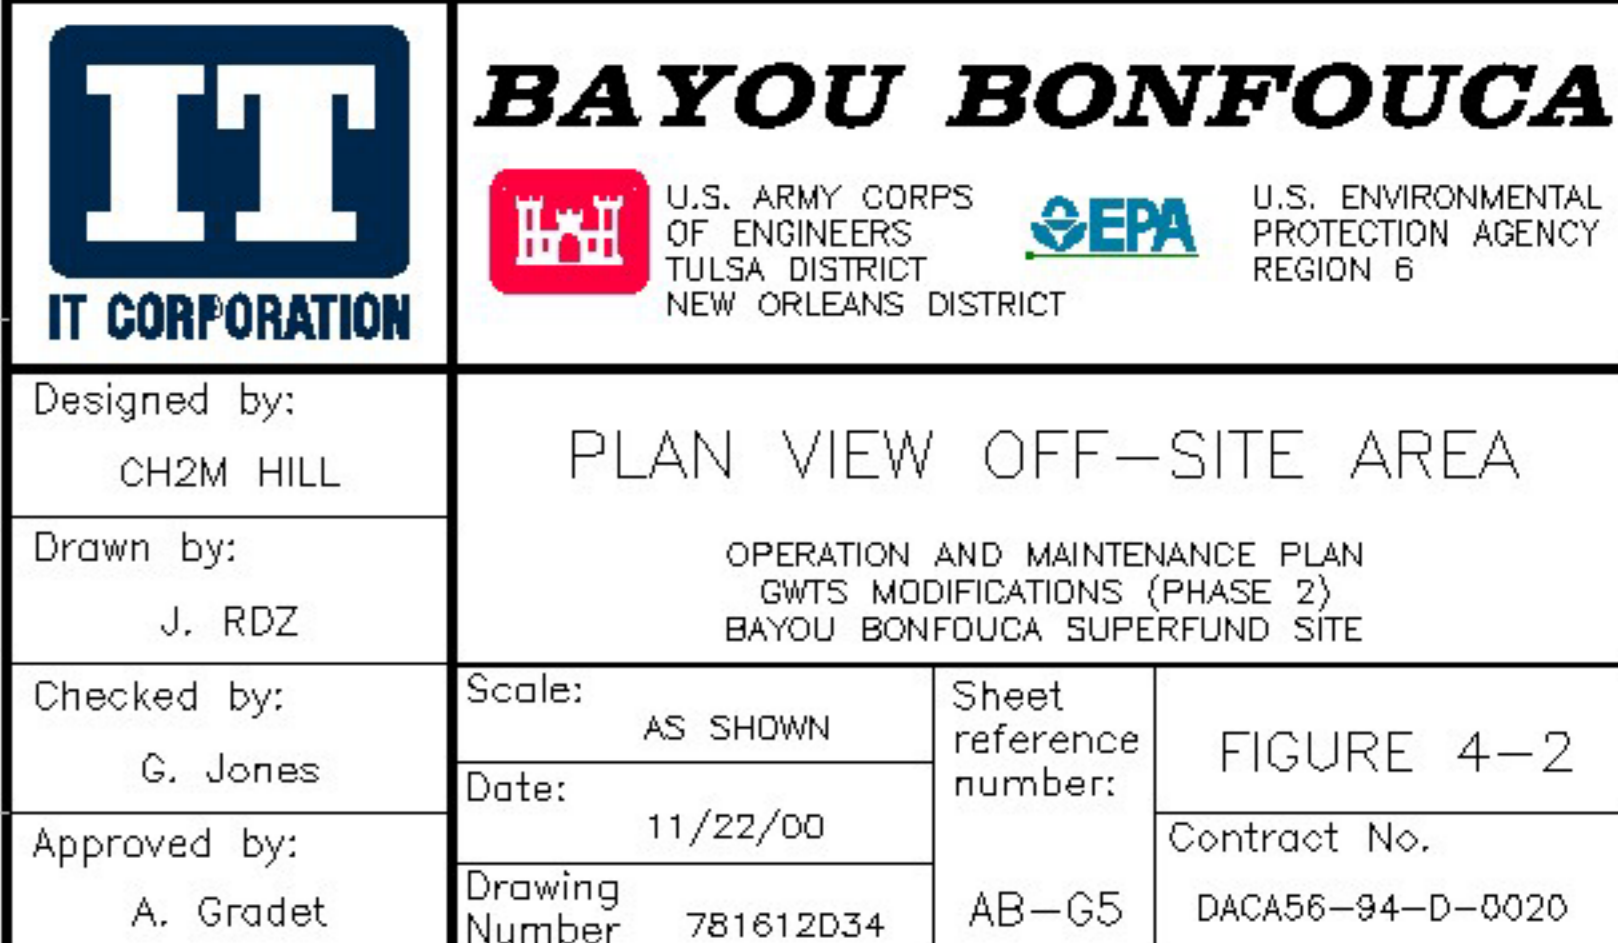 IT
IT CORPORATION
BAYOU BONFOUCA
U.S. ARMY CORPS
OF ENGINEERS
TULSA DISTRICT
NEW ORLEANS DISTRICT
EPA
U.S. ENVIRONMENTAL
PROTECTION AGENCY
REGION 6
Designed by:
CH2M HILL
Drawn by:
J. RDZ
Checked by:
G. Jones
Approved by:
A. Gradet
PLAN VIEW OFF-SITE AREA
OPERATION AND MAINTENANCE PLAN
GWTS MODIFICATIONS (PHASE 2)
BAYOU BONFOUCA SUPERFUND SITE
Scale:
AS SHOWN
Date:
11/22/00
Drawing
Number
781612D34
Sheet
reference
number:
AB-G5
FIGURE 4-2
Contract No.
DACA56-94-D-0020